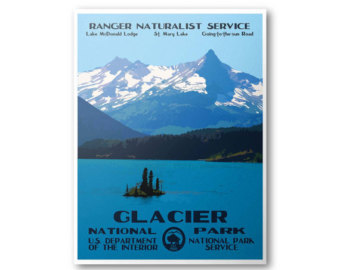 RANGER NATURALIST SERVICE
Lake McDonald Lodge St. Mary Lake Going-to-the-sun Road
GLACIER
NATIONAL PARK
U.S. DEPARTMENT OF THE INTERIOR NATIONAL PARK SERVICE